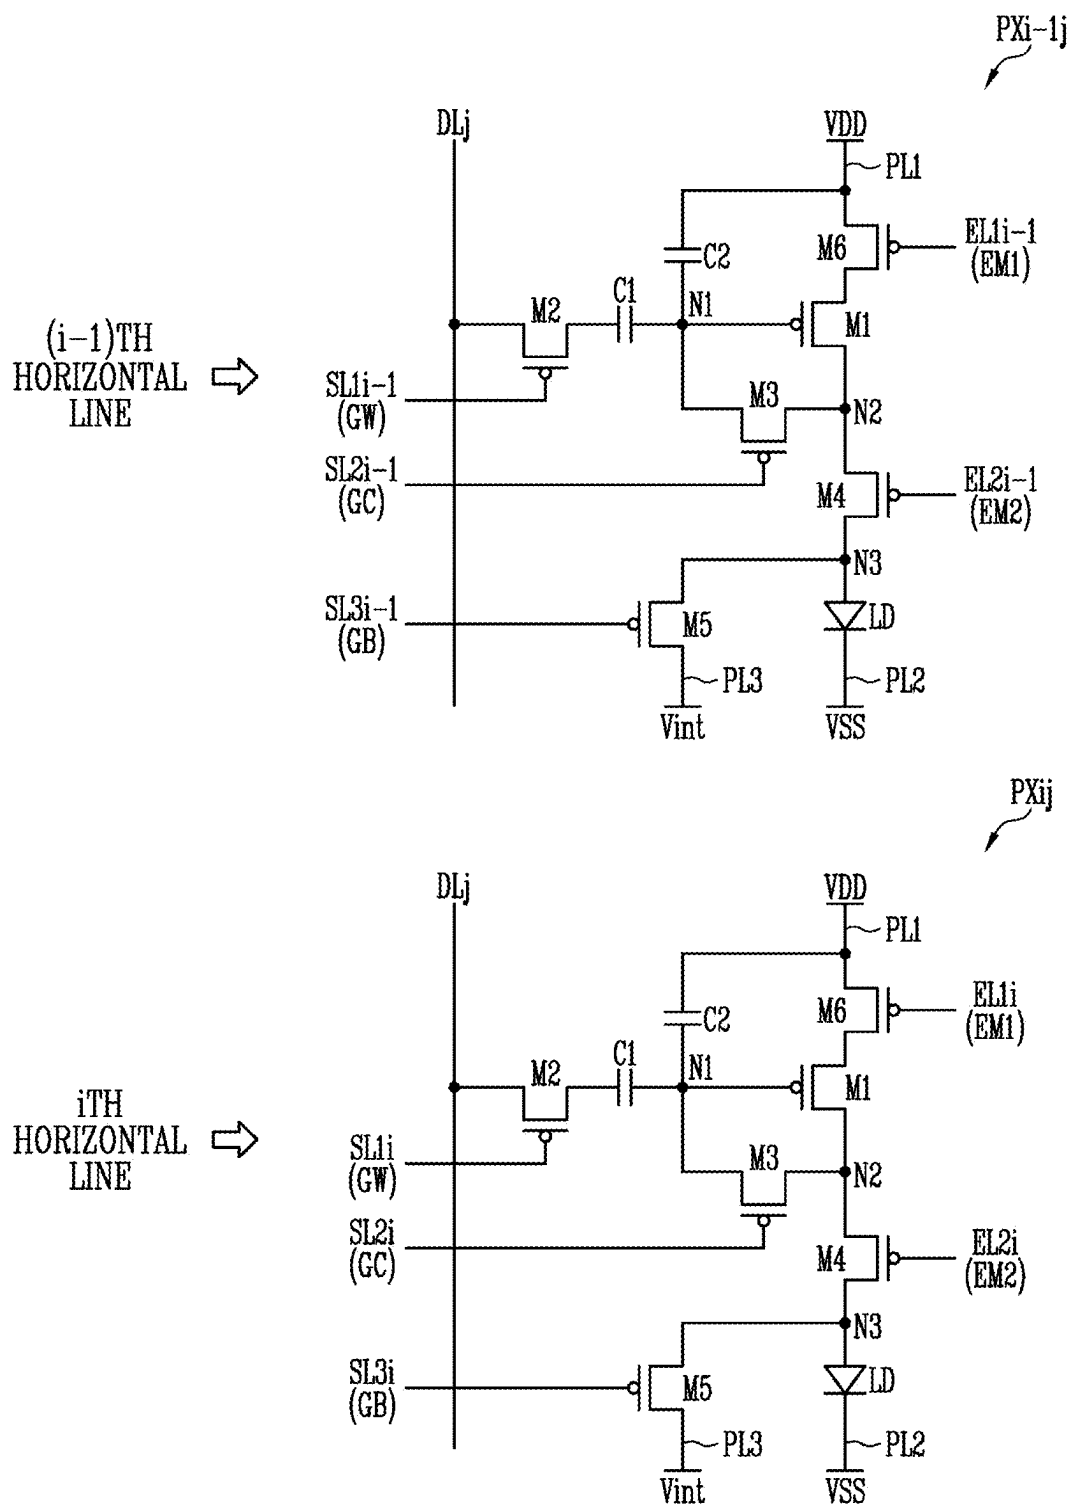 PXi-1j
DLj
VDD
PL1
M6
EL1i-1
(EM1)
C2
C1
N1
M2
M1
(i-1)TH
HORIZONTAL
LINE
SL1i-1
(GW)
M3
N2
SL2i-1
(GC)
M4
EL2i-1
(EM2)
N3
SL3i-1
(GB)
M5
LD
PL3
PL2
Vint
VSS
PXij
DLj
VDD
PL1
M6
EL1i
(EM1)
C2
C1
N1
M2
M1
iTH
HORIZONTAL
LINE
SL1i
(GW)
M3
N2
SL2i
(GC)
M4
EL2i
(EM2)
N3
SL3i
(GB)
M5
LD
PL3
PL2
Vint
VSS